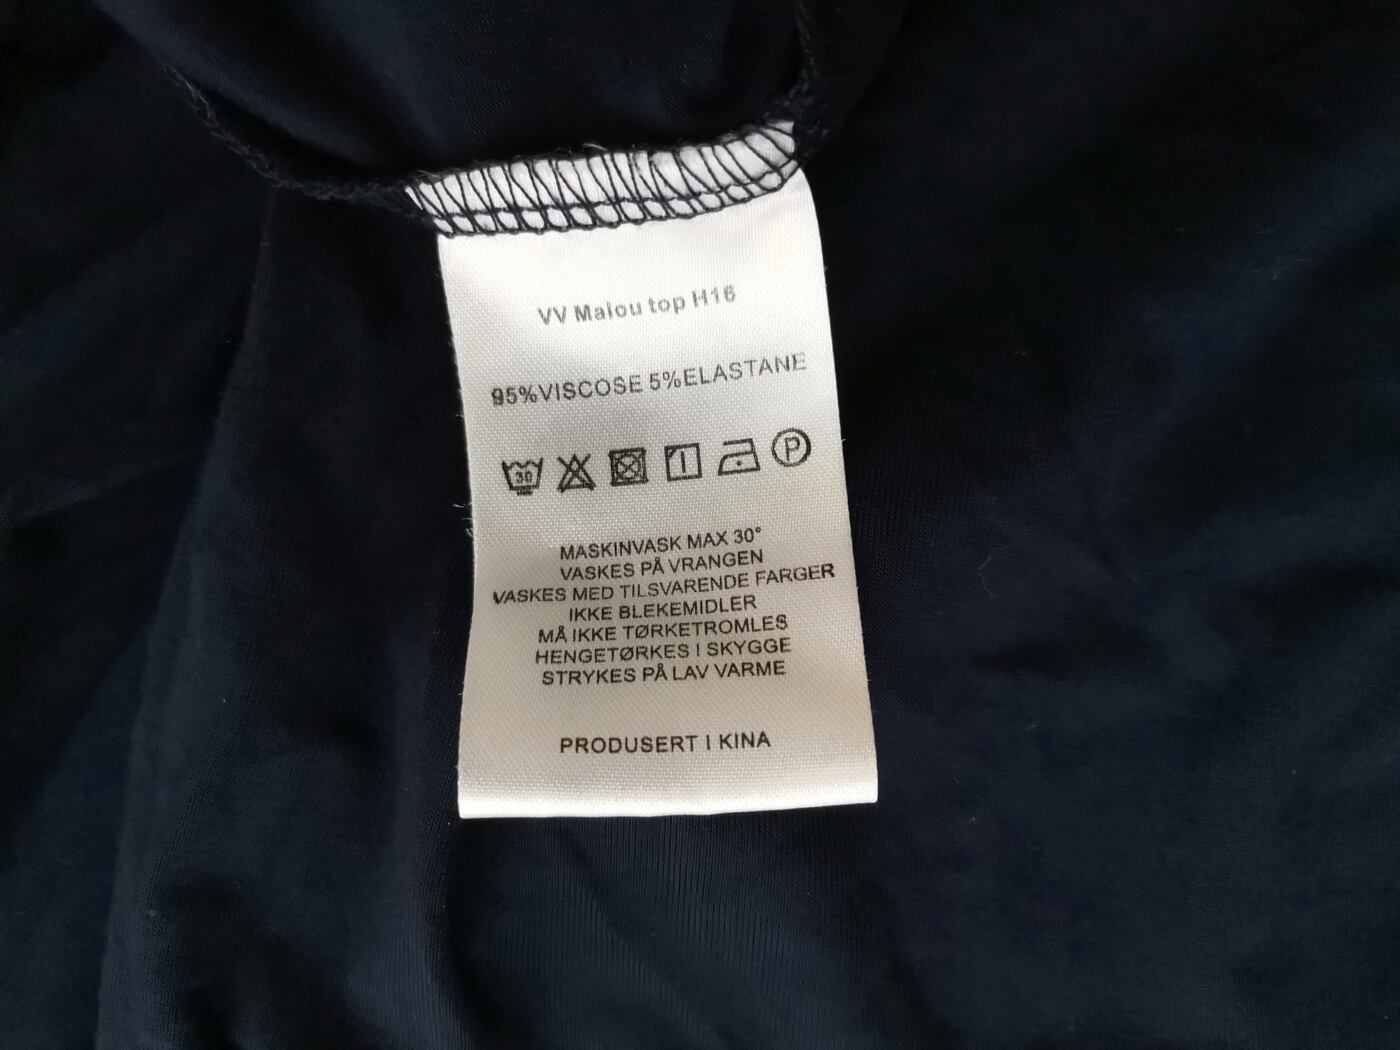 VV Malou top H16
95%VISCOSE 5%ELASTANE
30 P
MASKINVASK MAX 30°
VASKES PÅ VRANGEN
VASKES MED TILSVARENDE FARGER
IKKE BLEKEMIDLER
MÅ IKKE TØRKETROMLES
HENGETØRKES I SKYGGE
STRYKES PÅ LAV VARME
PRODUSERT I KINA